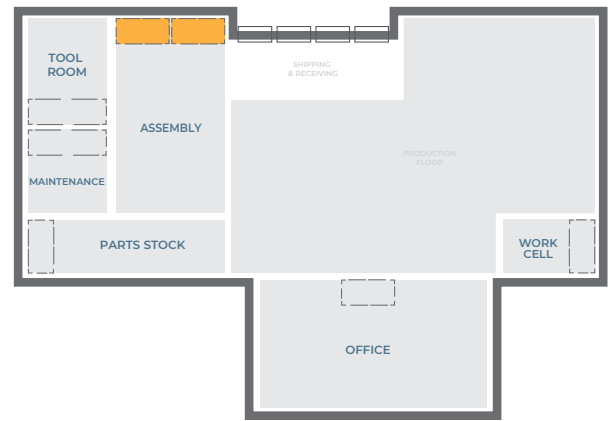 TOOL
ROOM
SHIPPING
& RECEIVING
ASSEMBLY
PRODUCTION
FLOOR
MAINTENANCE
PARTS STOCK
WORK
CELL
OFFICE